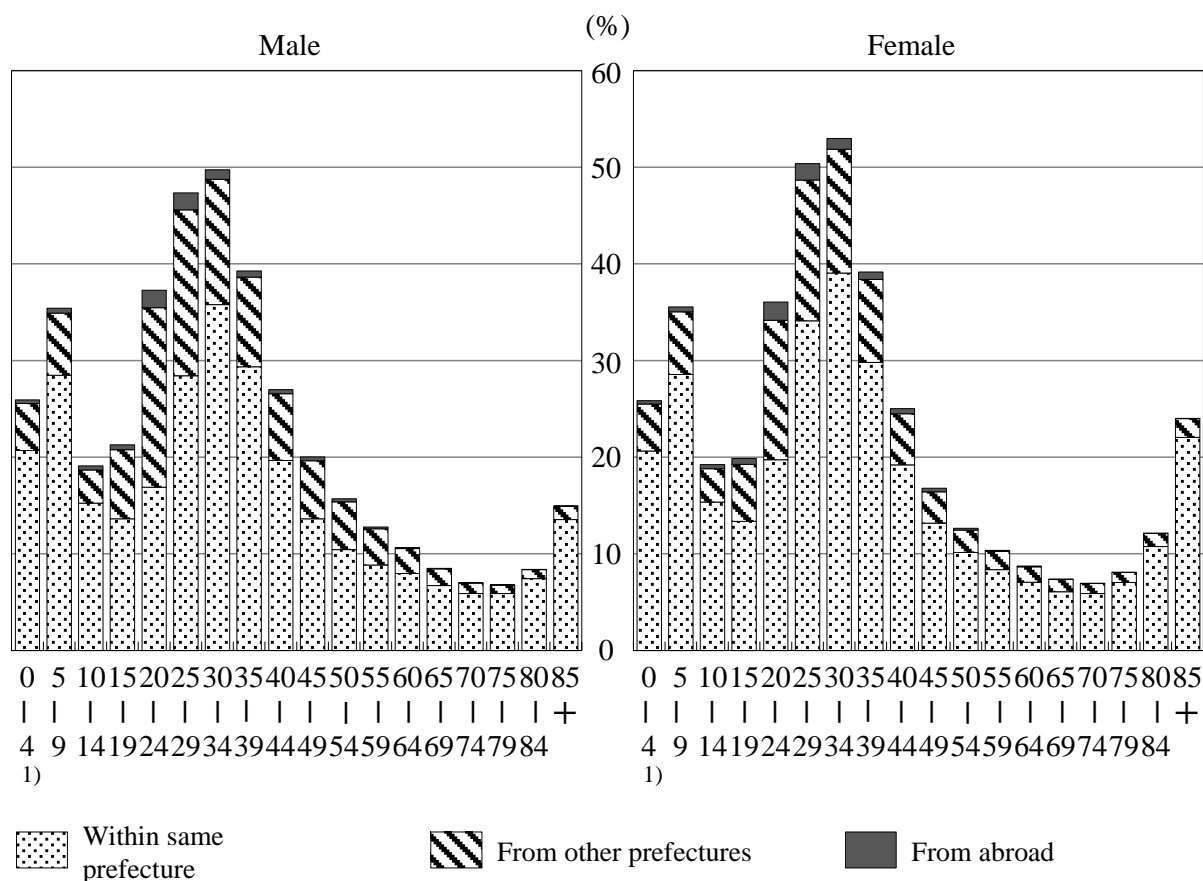 (%)
Male Female
60
50
40
30
20
10
0
0 5 10 15 20 25 30 35 40 45 50 55 60 65 70 75 80 85
| | | | | | | | | | | | | | | | | +
4 9 14 19 24 29 34 39 44 49 54 59 64 69 74 79 84
1)
0 5 10 15 20 25 30 35 40 45 50 55 60 65 70 75 80 85
| | | | | | | | | | | | | | | | | +
4 9 14 19 24 29 34 39 44 49 54 59 64 69 74 79 84
1)
Within same
prefecture
From other prefectures
From abroad